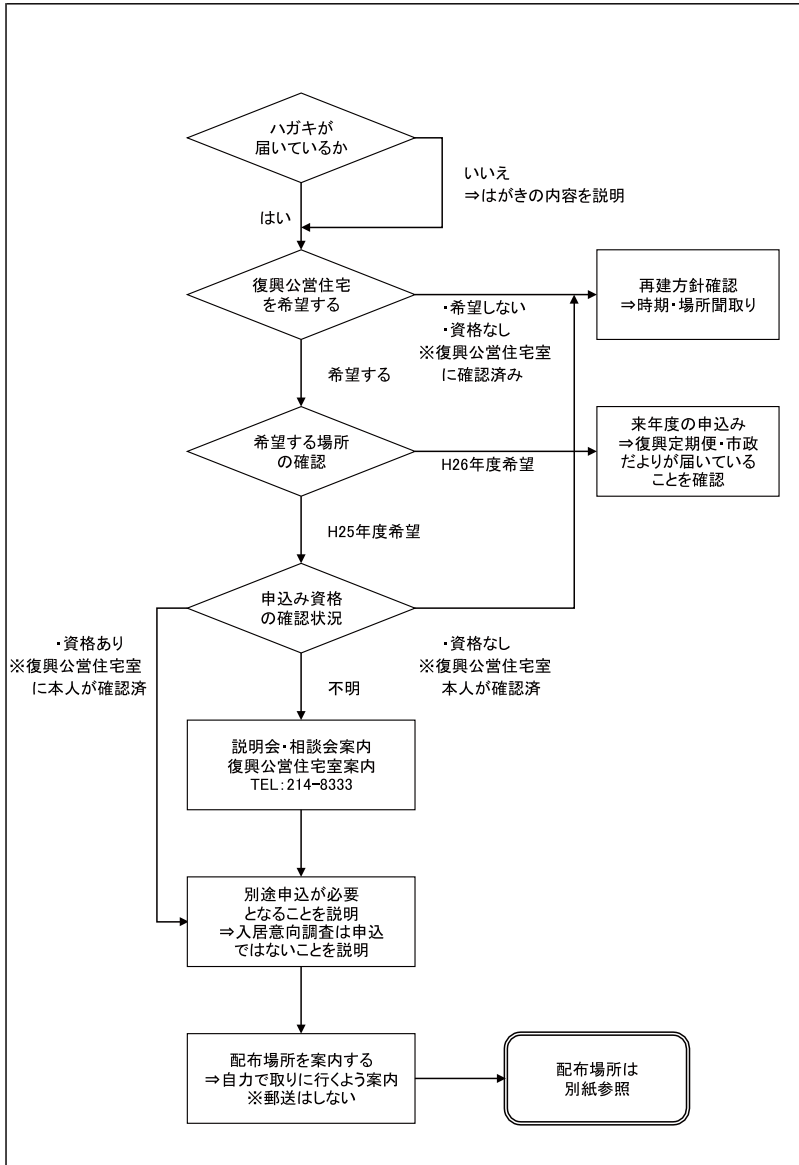 ハガキが
届いているか
いいえ
⇒はがきの内容を説明
はい
復興公営住宅
を希望する
・希望しない
・資格なし
※復興公営住宅室
に確認済み
再建方針確認
⇒時期・場所聞取り
希望する
希望する場所
の確認
H26年度希望
来年度の申込み
⇒復興定期便・市政
だよりが届いている
ことを確認
H25年度希望
申込み資格
の確認状況
・資格あり
※復興公営住宅室
に本人が確認済
・資格なし
※復興公営住宅室
本人が確認済
不明
説明会・相談会案内
復興公営住宅室案内
TEL:214-8333
別途申込が必要
となることを説明
⇒入居意向調査は申込
ではないことを説明
配布場所を案内する
⇒自力で取りに行くよう案内
※郵送はしない
配布場所は
別紙参照